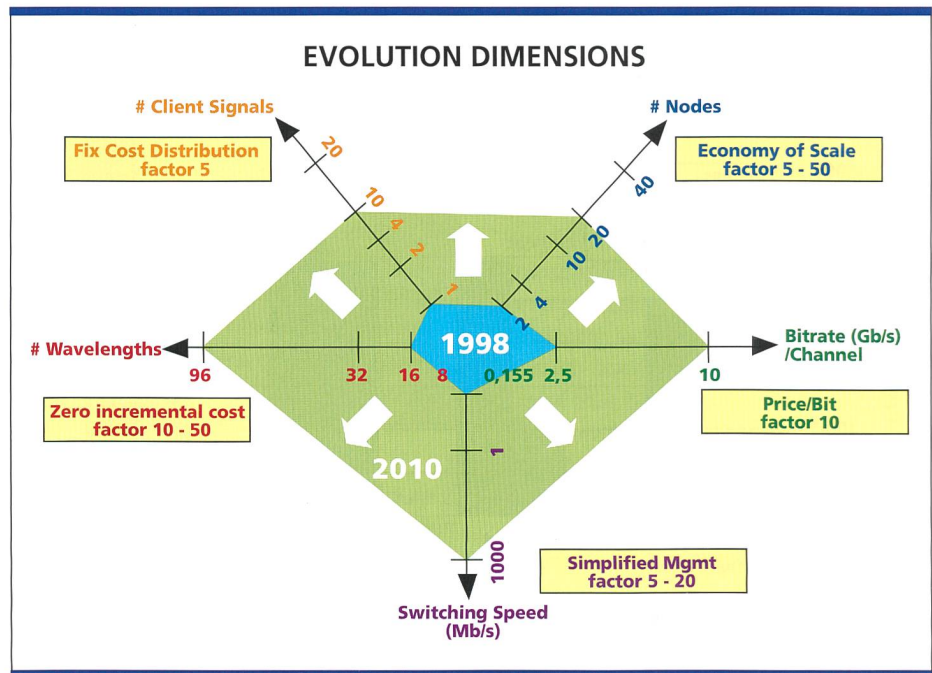 EVOLUTION DIMENSIONS
# Client Signals
# Nodes
Fix Cost Distribution
factor 5
Economy of Scale
factor 5 - 50
20
10
4
2
1
40
20
10
4
2
1998
# Wavelengths
96
32
16
8
0,155
2,5
10
Bitrate (Gb/s)
/Channel
Zero incremental cost
factor 10 - 50
Price/Bit
factor 10
2010
1
1000
Simplified Mgmt
factor 5 - 20
Switching Speed
(Mb/s)